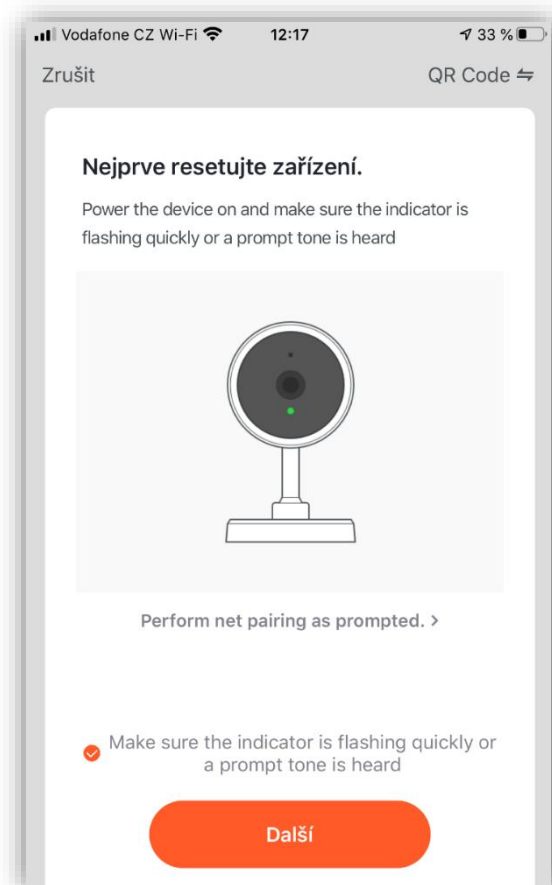 Vodafone CZ Wi-Fi 12:17 33 %
Zrušit QR Code ⇋
Nejprve resetujte zařízení.
Power the device on and make sure the indicator is
flashing quickly or a prompt tone is heard
Perform net pairing as prompted. >
Make sure the indicator is flashing quickly or
a prompt tone is heard
Další